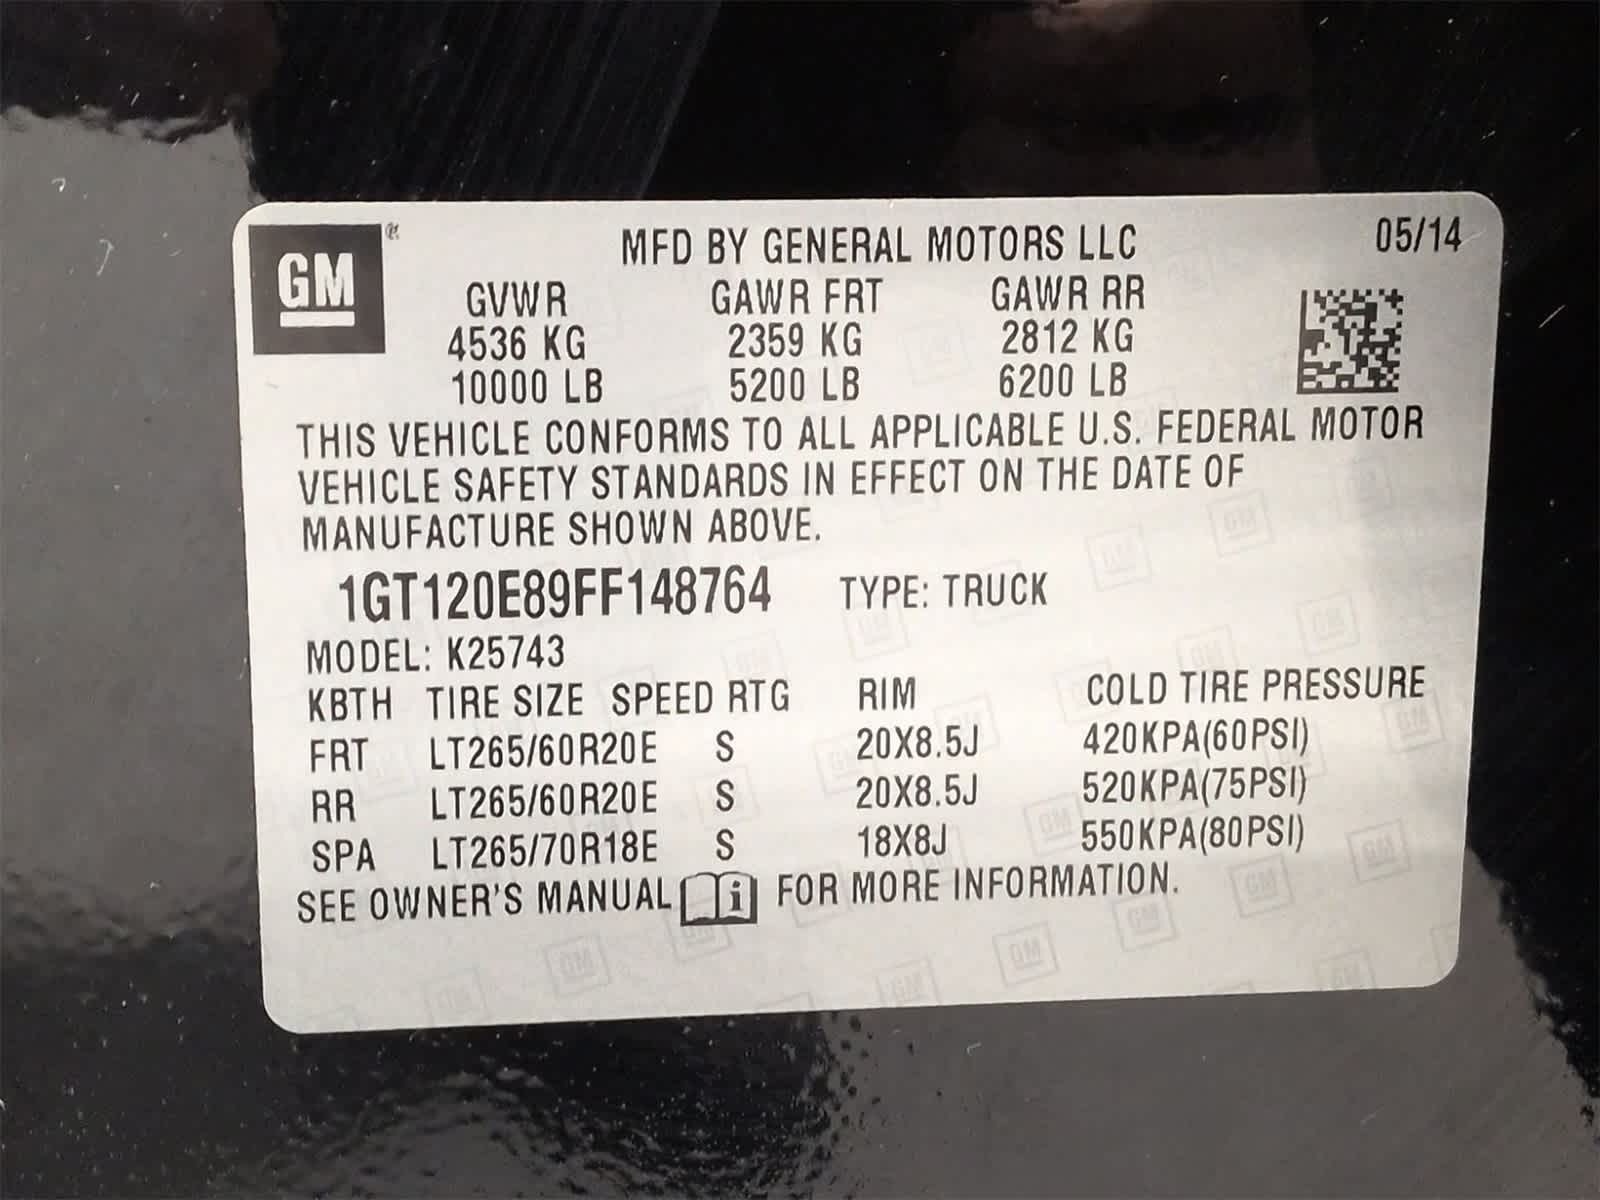 GM
MFD BY GENERAL MOTORS LLC 05/14
GVWR GAWR FRT GAWR RR
4536 KG 2359 KG 2812 KG
10000 LB 5200 LB 6200 LB
THIS VEHICLE CONFORMS TO ALL APPLICABLE U.S. FEDERAL MOTOR
VEHICLE SAFETY STANDARDS IN EFFECT ON THE DATE OF
MANUFACTURE SHOWN ABOVE.
1GT120E89FF148764 TYPE: TRUCK
MODEL: K25743
KBTH TIRE SIZE SPEED RTG RIM COLD TIRE PRESSURE
FRT LT265/60R20E S 20X8.5J 420KPA(60PSI)
RR LT265/60R20E S 20X8.5J 520KPA(75PSI)
SPA LT265/70R18E S 18X8J 550KPA(80PSI)
SEE OWNER'S MANUAL i FOR MORE INFORMATION.